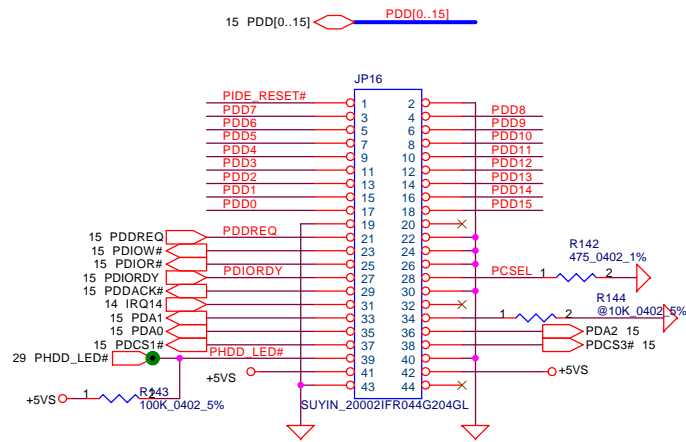 15 PDD[0..15] PDD[0..15]
JP16
PIDE_RESET# 1 2
PDD7 3 4 PDD8
PDD6 5 6 PDD9
PDD5 7 8 PDD10
PDD4 9 10 PDD11
PDD3 11 12 PDD12
PDD2 13 14 PDD13
PDD1 15 16 PDD14
PDD0 17 18 PDD15
19 20
15 PDDREQ PDDREQ 21 22
15 PDIOW# 23 24
15 PDIOR# 25 26
15 PDIORDY PDIORDY 27 28 PCSEL 1 2 R142 475_0402_1%
15 PDDACK# 29 30
14 IRQ14 31 32
15 PDA1 33 34 1 2 R144 @10K_0402_5%
15 PDA0 35 36 PDA2 15
15 PDCS1# 37 38 PDCS3# 15
29 PHDD_LED# PHDD_LED# 39 40
+5VS 41 42 +5VS
43 44
+5VS 1 2 R143 100K_0402_5%
SUYIN_20002IFR044G204GL